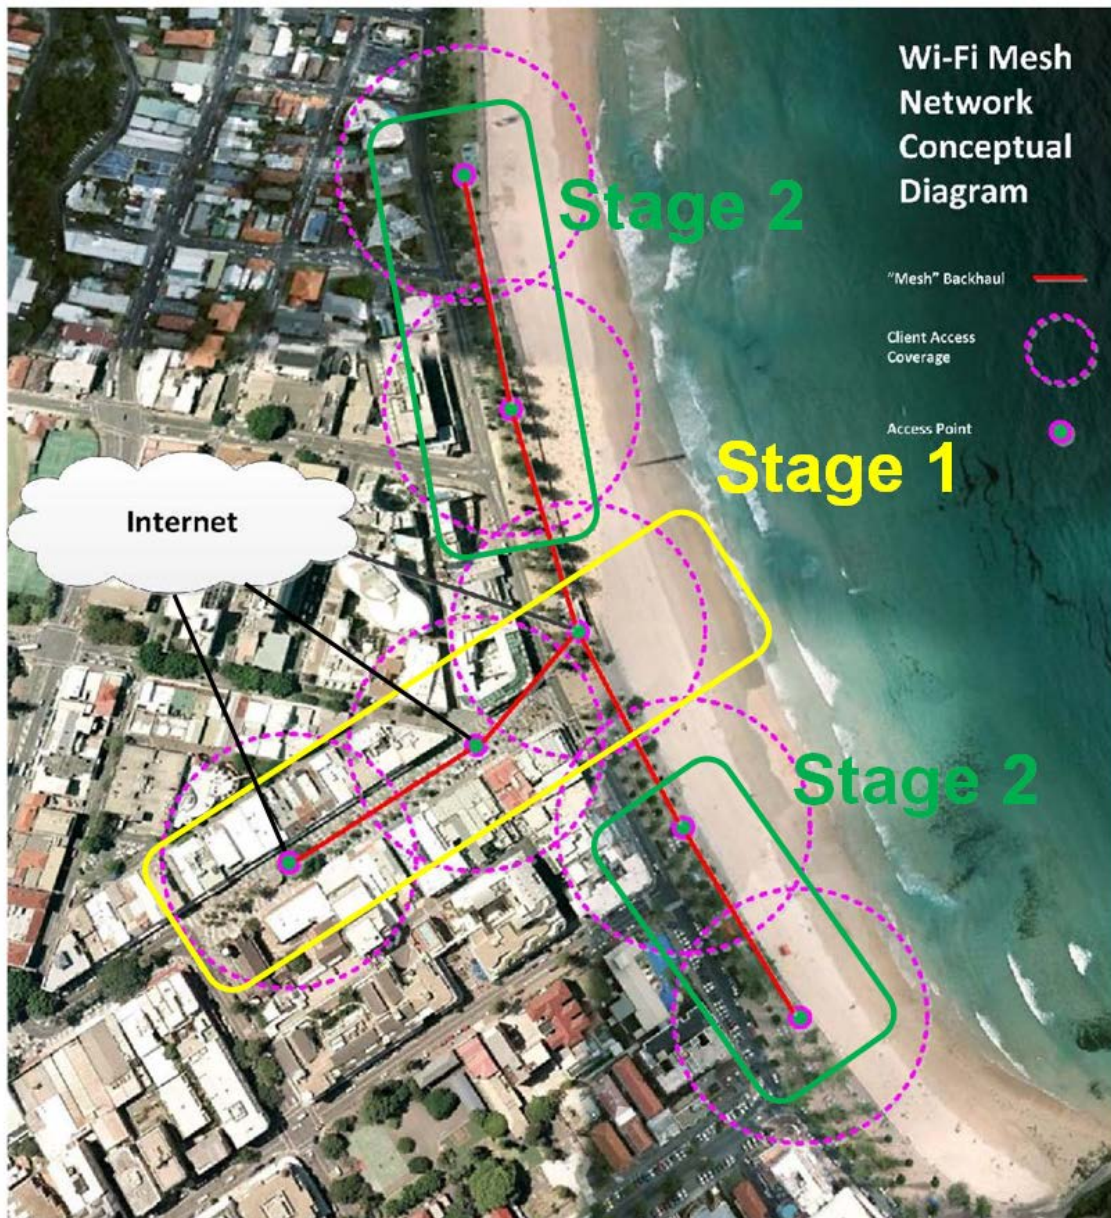 Wi-Fi Mesh
Network
Conceptual
Diagram
Stage 2
"Mesh" Backhaul
Client Access
Coverage
Access Point
Stage 1
Internet
Stage 2